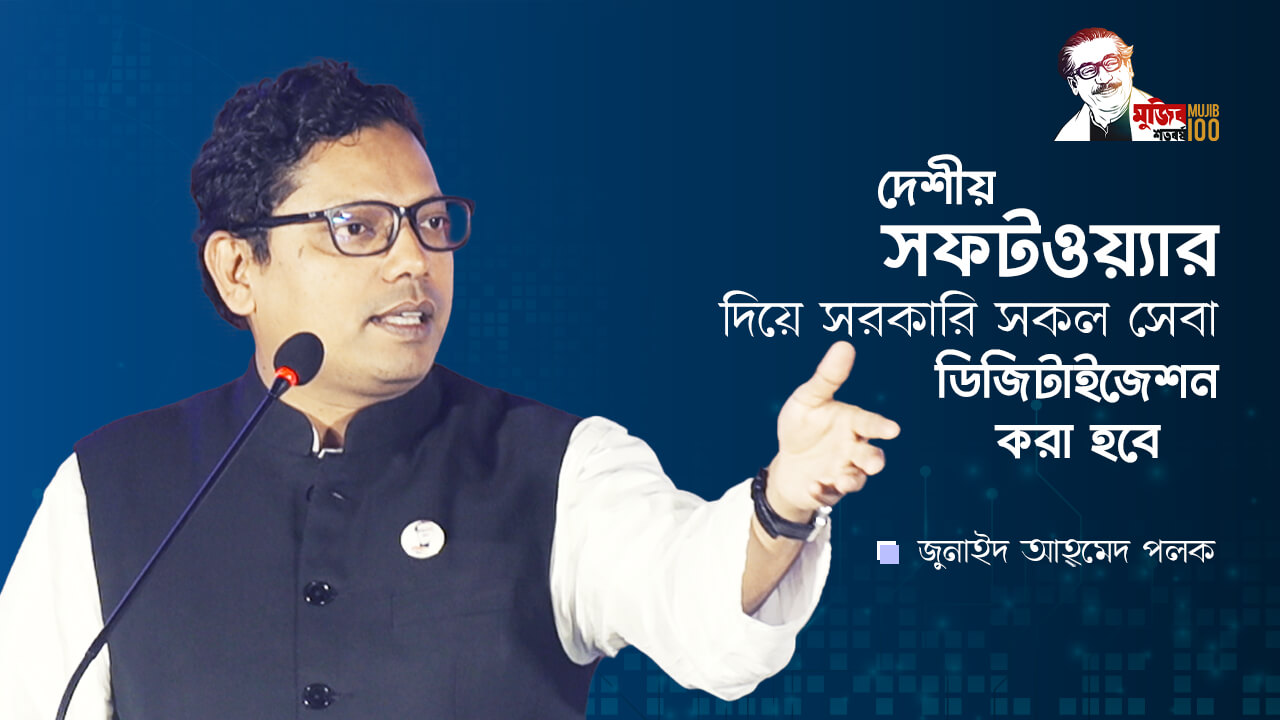 মুজিব
শতবর্ষ
MUJIB
100
দেশীয়
সফটওয়্যার
দিয়ে সরকারি সকল সেবা
ডিজিটাইজেশন
করা হবে
জুনাইদ আহ্‌মেদ পলক